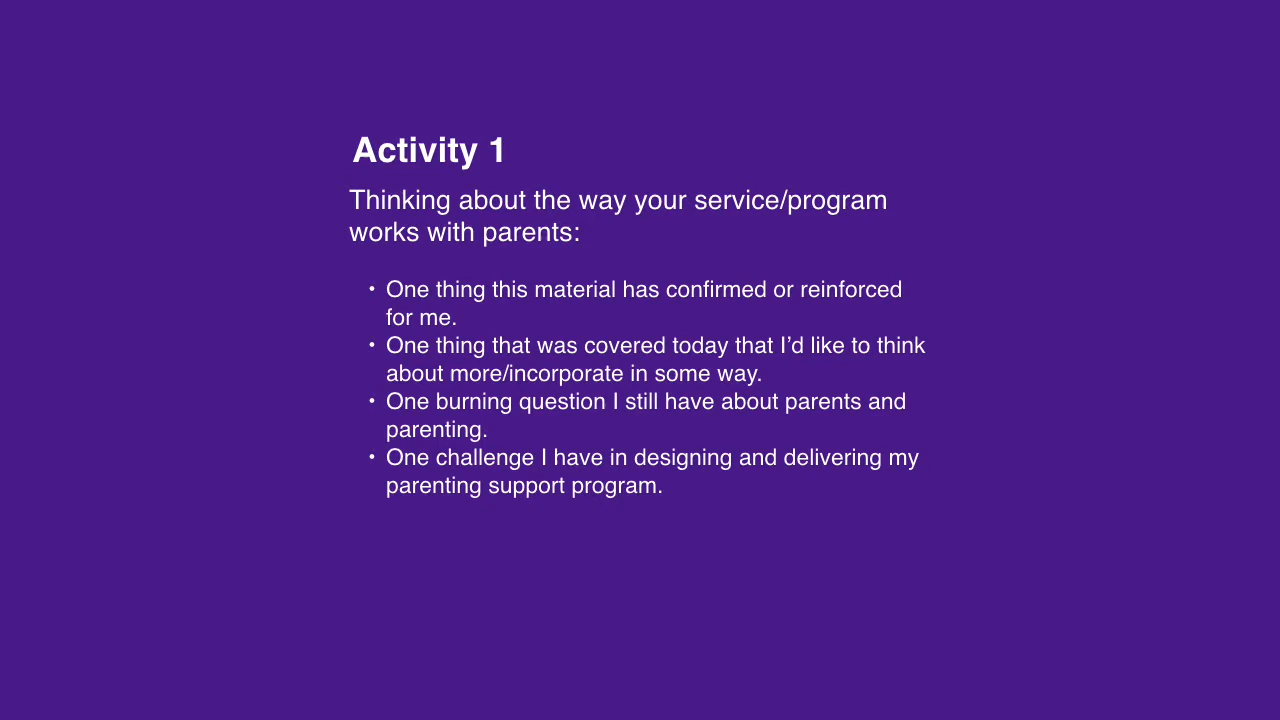 Activity 1
Thinking about the way your service/program
works with parents:
• One thing this material has confirmed or reinforced
for me.
• One thing that was covered today that I’d like to think
about more/incorporate in some way.
• One burning question I still have about parents and
parenting.
• One challenge I have in designing and delivering my
parenting support program.